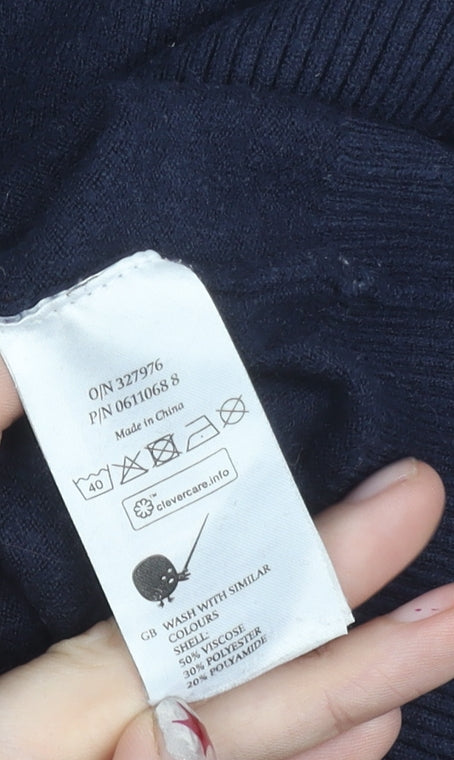 O/N 327976
P/N 0611068 8
Made in China
40
clevercare.info™
GB WASH WITH SIMILAR
COLOURS
SHELL:
50% VISCOSE
30% POLYESTER
20% POLYAMIDE